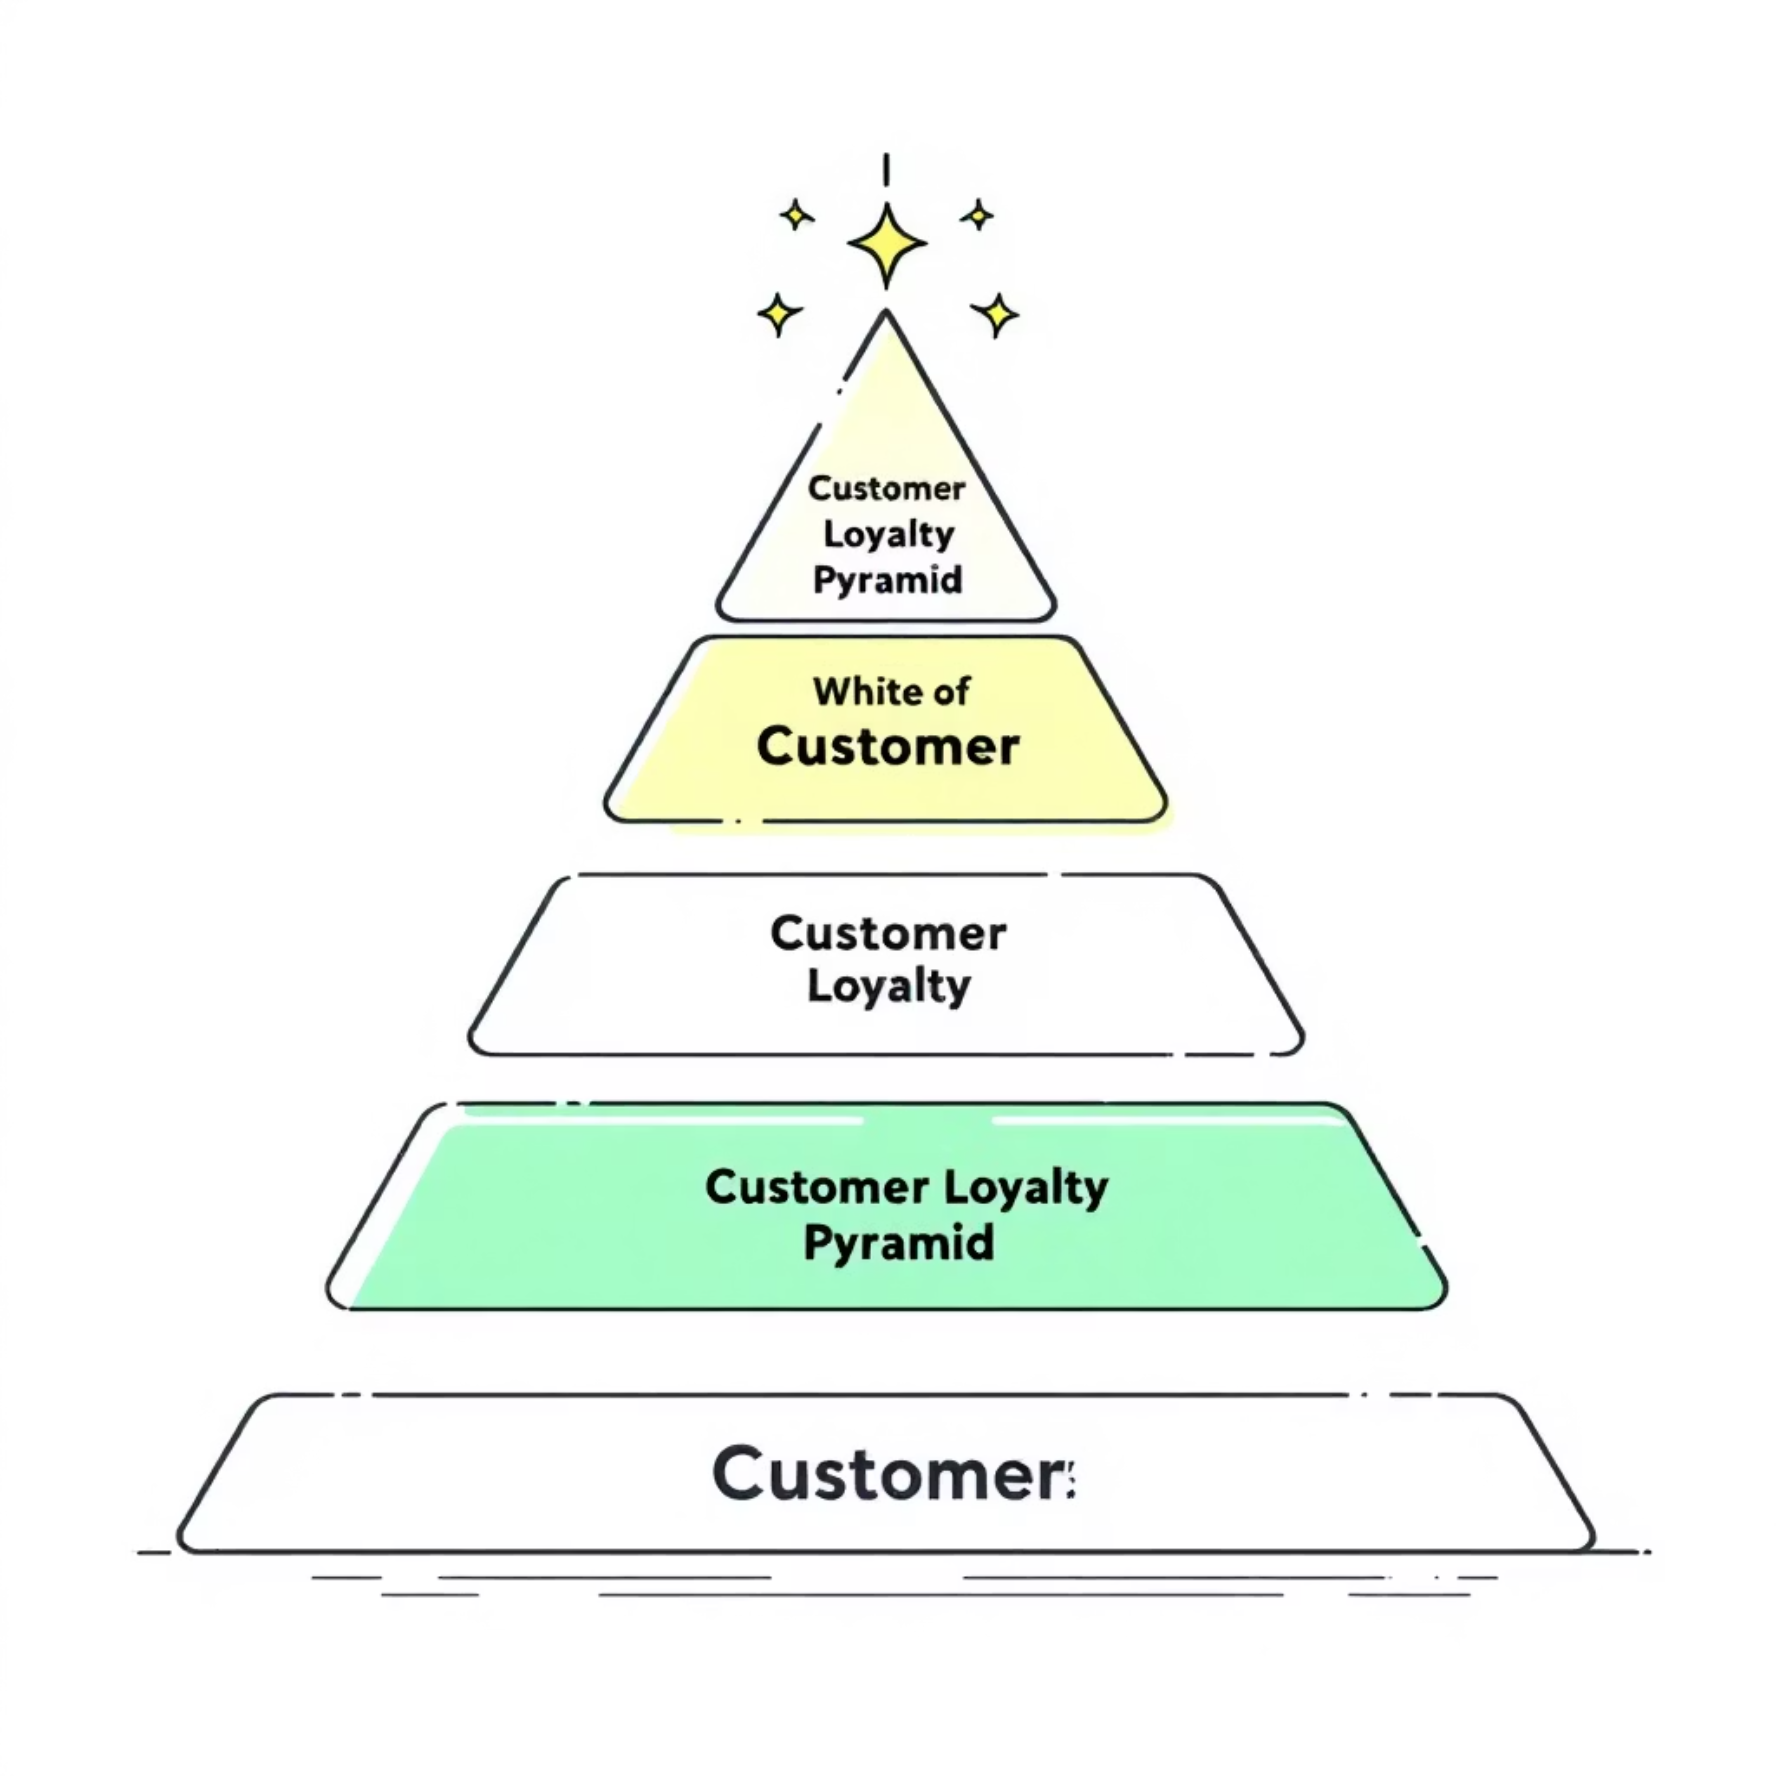 Customer
Loyalty
Pyramid
White of
Customer
Customer
Loyalty
Customer Loyalty
Pyramid
Customer: